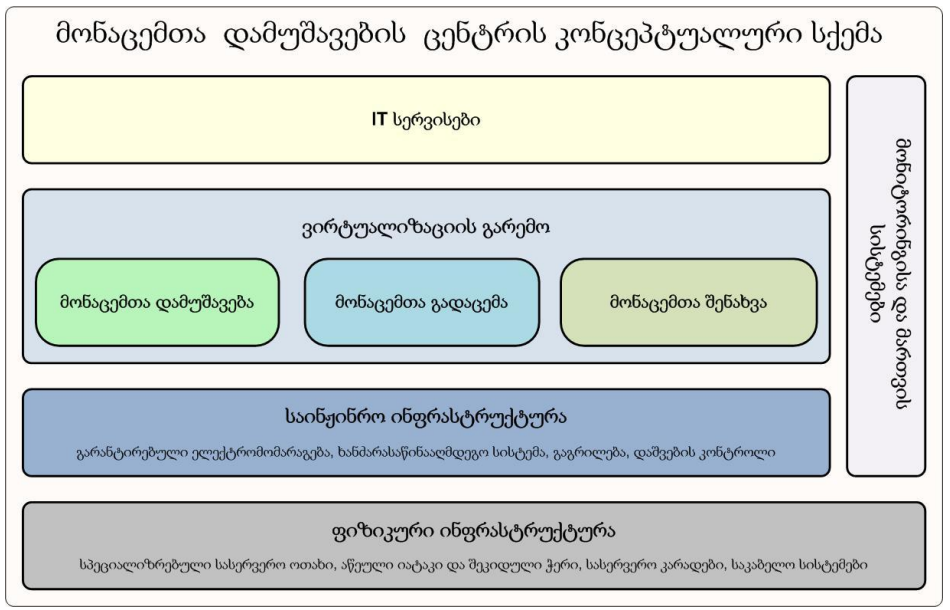 მონაცემთა დამუშავების ცენტრის კონცეპტუალური სქემა
IT სერვისები
ვირტუალიზაციის გარემო
მონაცემთა დამუშავება
მონაცემთა გადაცემა
მონაცემთა შენახვა
საინჟინრო ინფრასტრუქტურა
გარანტირებული ელექტრომომარაგება, ხანძარსაწინააღმდეგო სისტემა, გაგრილება, დაშვების კონტროლი
მონიტორინგისა და მართვის
სისტემები
ფიზიკური ინფრასტრუქტურა
სპეციალიზრებული სასერვერო ოთახი, აწეული იატაკი და შეკიდული ჭერი, სასერვერო კარადები, საკაბელო სისტემები